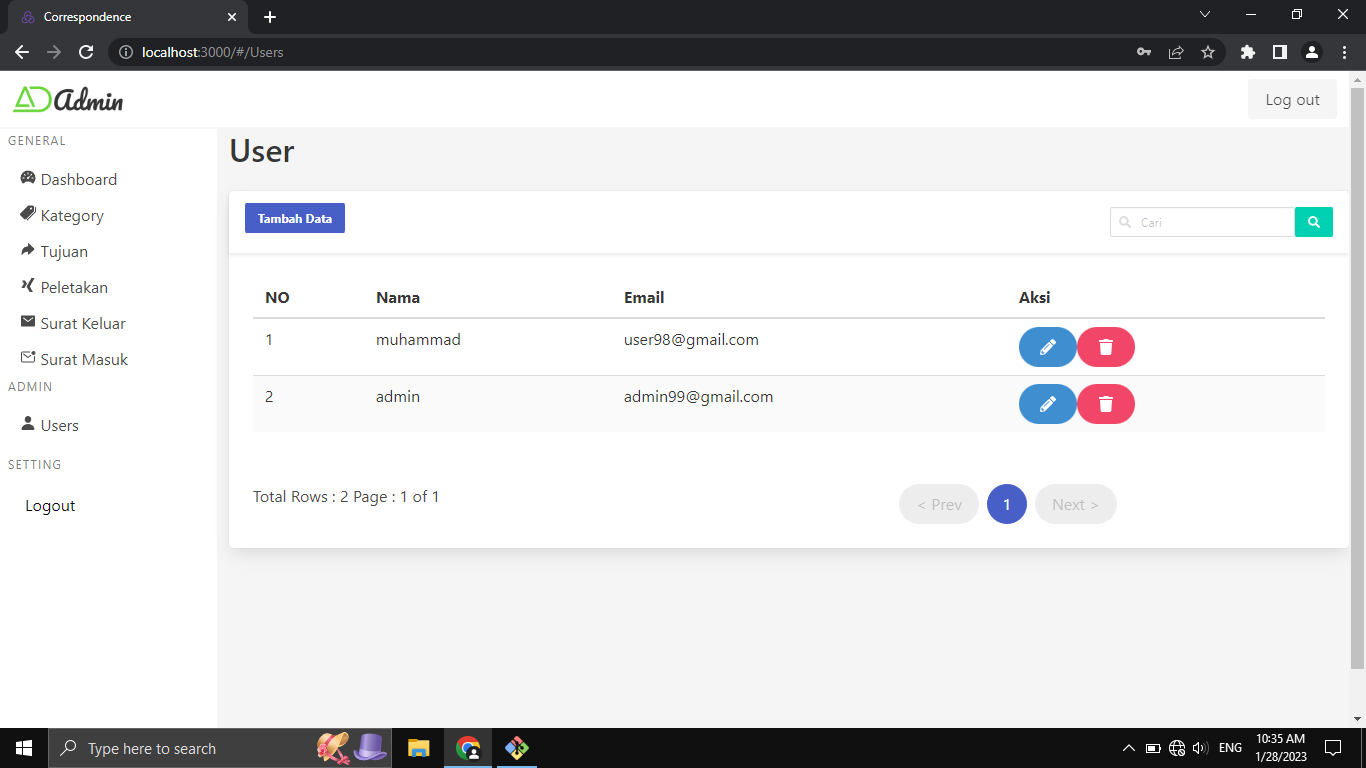 Correspondence
localhost:3000/#/Users
AD Admin
Log out
GENERAL
Dashboard
Kategory
Tujuan
Peletakan
Surat Keluar
Surat Masuk
ADMIN
Users
SETTING
Logout
User
Tambah Data
Cari
NO Nama Email Aksi
1 muhammad user98@gmail.com
2 admin admin99@gmail.com
Total Rows : 2 Page : 1 of 1
< Prev 1 Next >
Type here to search
ENG
10:35 AM
1/28/2023